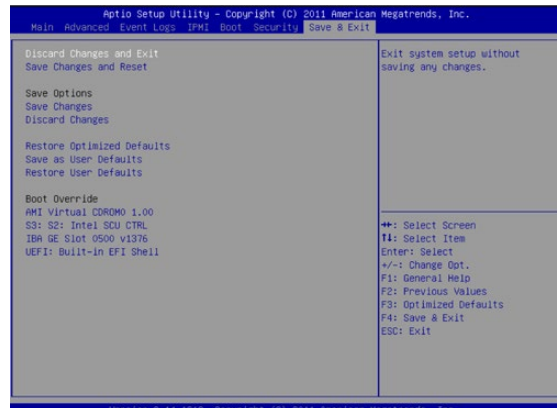 Aptio Setup Utility - Copyright (C) 2011 American Megatrends, Inc.
Main Advanced Event Logs IPMI Boot Security Save & Exit
Discard Changes and Exit
Save Changes and Reset
Save Options
Save Changes
Discard Changes
Restore Optimized Defaults
Save as User Defaults
Restore User Defaults
Boot Override
AMI Virtual CDROM0 1.00
S3: S2: Intel SCU CTRL
IBA GE Slot 0500 v1376
UEFI: Built-in EFI Shell
Exit system setup without
saving any changes.
→←: Select Screen
↑↓: Select Item
Enter: Select
+/-: Change Opt.
F1: General Help
F2: Previous Values
F3: Optimized Defaults
F4: Save & Exit
ESC: Exit